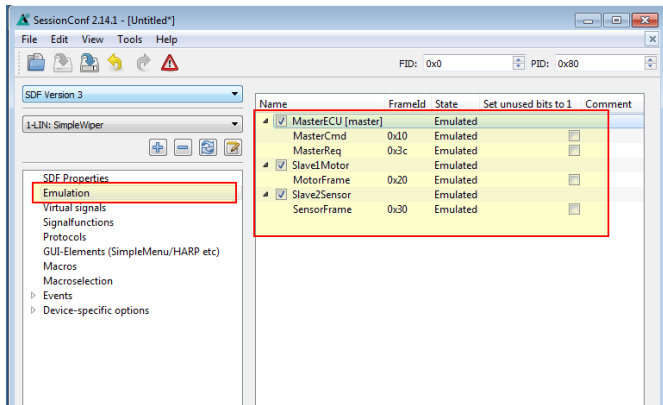 SessionConf 2.14.1 - [Untitled*]
File Edit View Tools Help
FID: 0x0 PID: 0x80
SDF Version 3
1-LIN: SimpleWiper
SDF Properties
Emulation
Virtual signals
Signalfunctions
Protocols
GUI-Elements (SimpleMenu/HARP etc)
Macros
Macroselection
Events
Device-specific options
Name FrameId State Set unused bits to 1 Comment
MasterECU [master] Emulated
MasterCmd 0x10 Emulated
MasterReq 0x3c Emulated
Slave1Motor Emulated
MotorFrame 0x20 Emulated
Slave2Sensor Emulated
SensorFrame 0x30 Emulated